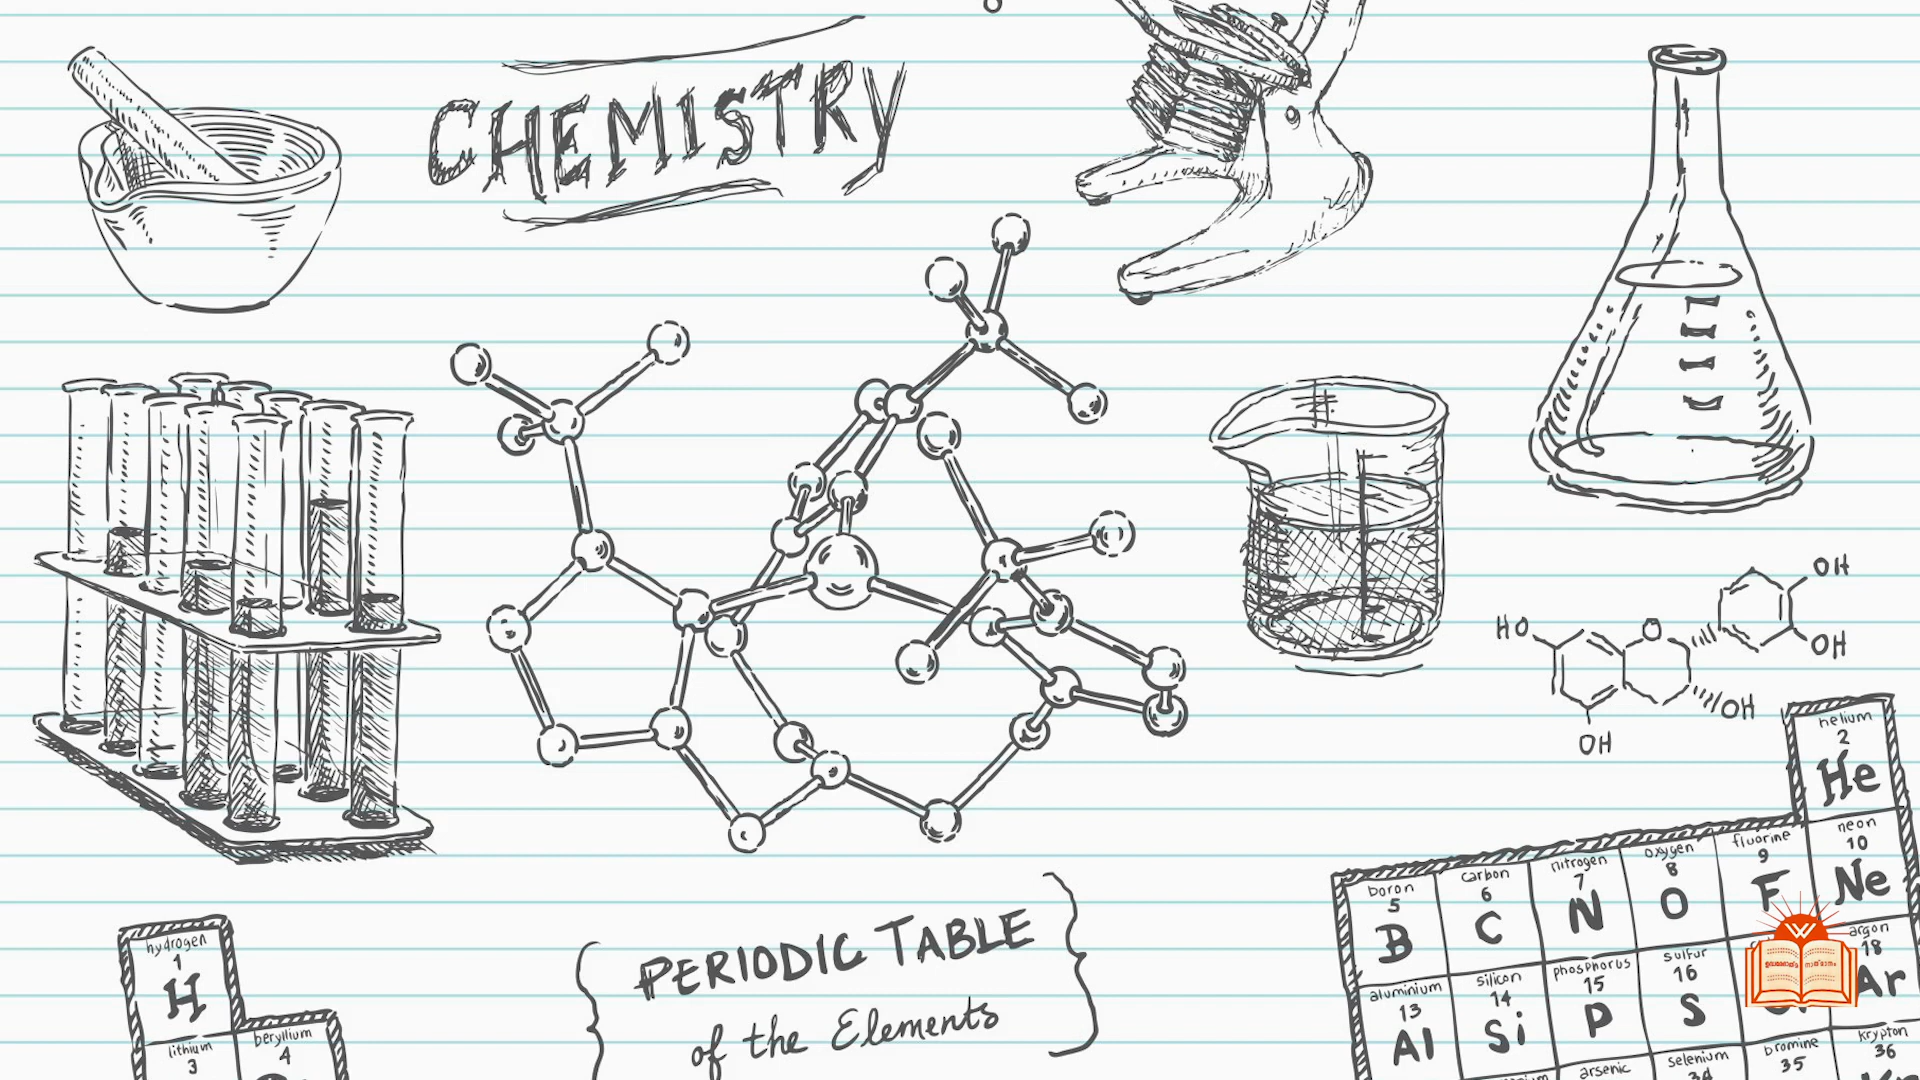 CHEMISTRY
OH
HO
O
OH
OH
OH
helium
2
He
boron
5
B
carbon
6
C
nitrogen
7
N
oxygen
8
O
fluorine
9
F
neon
10
Ne
aluminium
13
Al
silicon
14
Si
phosphorus
15
P
sulfur
16
S
argon
18
Ar
arsenic
selenium
34
bromine
35
krypton
36
hydrogen
1
H
lithium
3
beryllium
4
PERIODIC TABLE
of the Elements